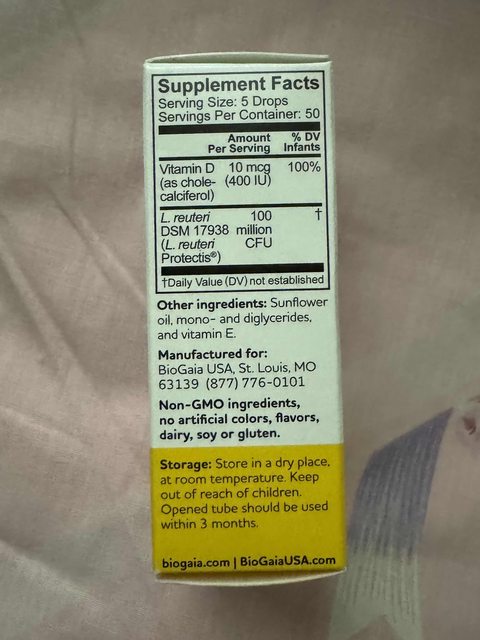 Supplement Facts
Serving Size: 5 Drops
Servings Per Container: 50
Amount Per Serving % DV Infants
Vitamin D (as chole-calciferol) 10 mcg (400 IU) 100%
L. reuteri DSM 17938 (L. reuteri Protectis®) 100 million CFU †
†Daily Value (DV) not established
Other ingredients: Sunflower
oil, mono- and diglycerides,
and vitamin E.
Manufactured for:
BioGaia USA, St. Louis, MO
63139 (877) 776-0101
Non-GMO ingredients,
no artificial colors, flavors,
dairy, soy or gluten.
Storage: Store in a dry place,
at room temperature. Keep
out of reach of children.
Opened tube should be used
within 3 months.
biogaia.com | BioGaiaUSA.com